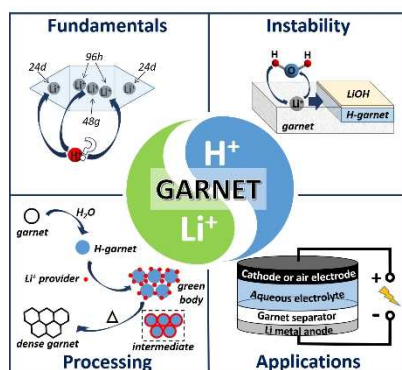 Fundamentals
96h
24d
24d
Li⁺
Li⁺
Li⁺
Li⁺
Li⁺
48g
H⁺
?
Instability
H
H
O
Li⁺
garnet
LiOH
H-garnet
H⁺
GARNET
Li⁺
garnet
H₂O
H-garnet
Li⁺ provider
green
body
Δ
dense garnet
intermediate
Processing
Cathode or air electrode
Aqueous electrolyte
Garnet separator
Li metal anode
+
-
Applications